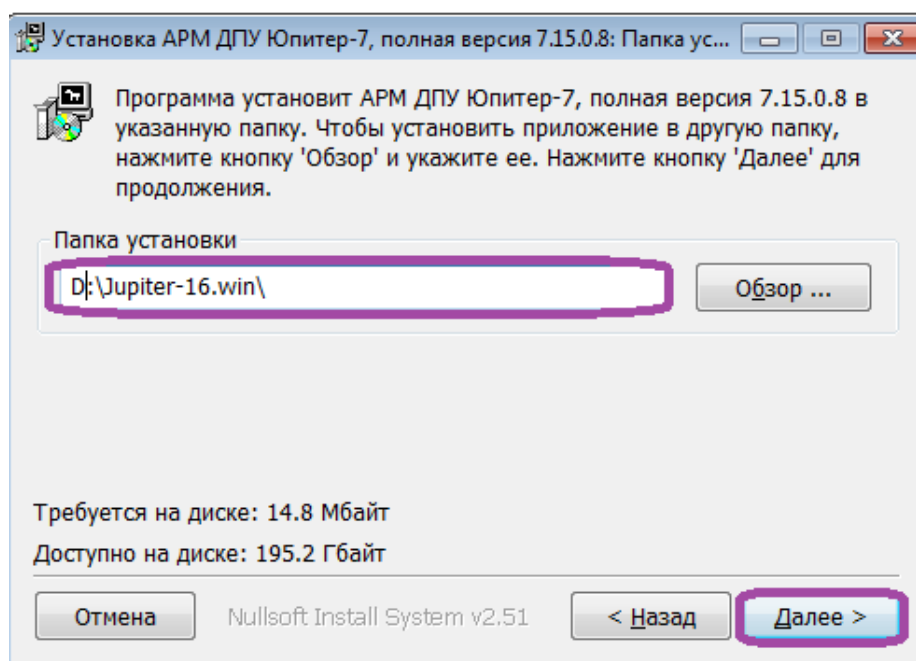 Установка АРМ ДПУ Юпитер-7, полная версия 7.15.0.8: Папка ус...
Программа установит АРМ ДПУ Юпитер-7, полная версия 7.15.0.8 в
указанную папку. Чтобы установить приложение в другую папку,
нажмите кнопку 'Обзор' и укажите ее. Нажмите кнопку 'Далее' для
продолжения.
Папка установки
D:\Jupiter-16.win\
Обзор ...
Требуется на диске: 14.8 Мбайт
Доступно на диске: 195.2 Гбайт
Отмена
Nullsoft Install System v2.51
< Назад
Далее >